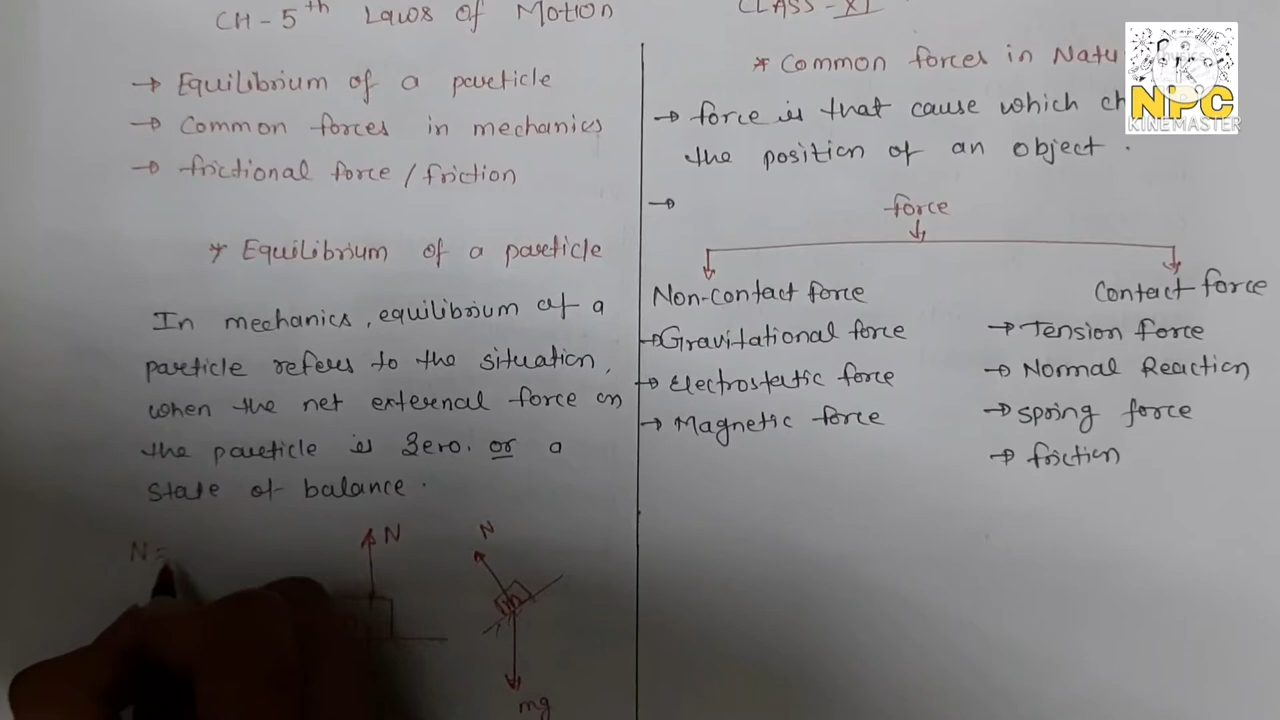 CH-5th Laws of Motion
CLASS-XI
→ Equilibrium of a particle
→ Common forces in mechanics
→ frictional force / friction
* Equilibrium of a particle
In mechanics, equilibrium of a
particle refers to the situation,
when the net external force on
the particle is zero. or a
state of balance.
N=
N
N
m
mg
* Common forces in Natu
→ force is that cause which ch
the position of an object.
→ force
Non-contact force
→ Gravitational force
→ Electrostatic force
→ Magnetic force
Contact force
→ Tension force
→ Normal Reaction
→ spring force
→ friction
NPC
KINEMASTER